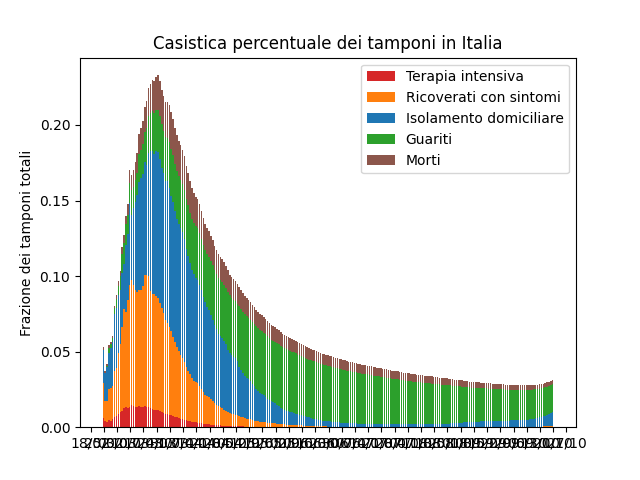 Casistica percentuale dei tamponi in Italia
Terapia intensiva
Ricoverati con sintomi
Isolamento domiciliare
Guariti
Morti
Frazione dei tamponi totali
0.20
0.15
0.10
0.05
0.00